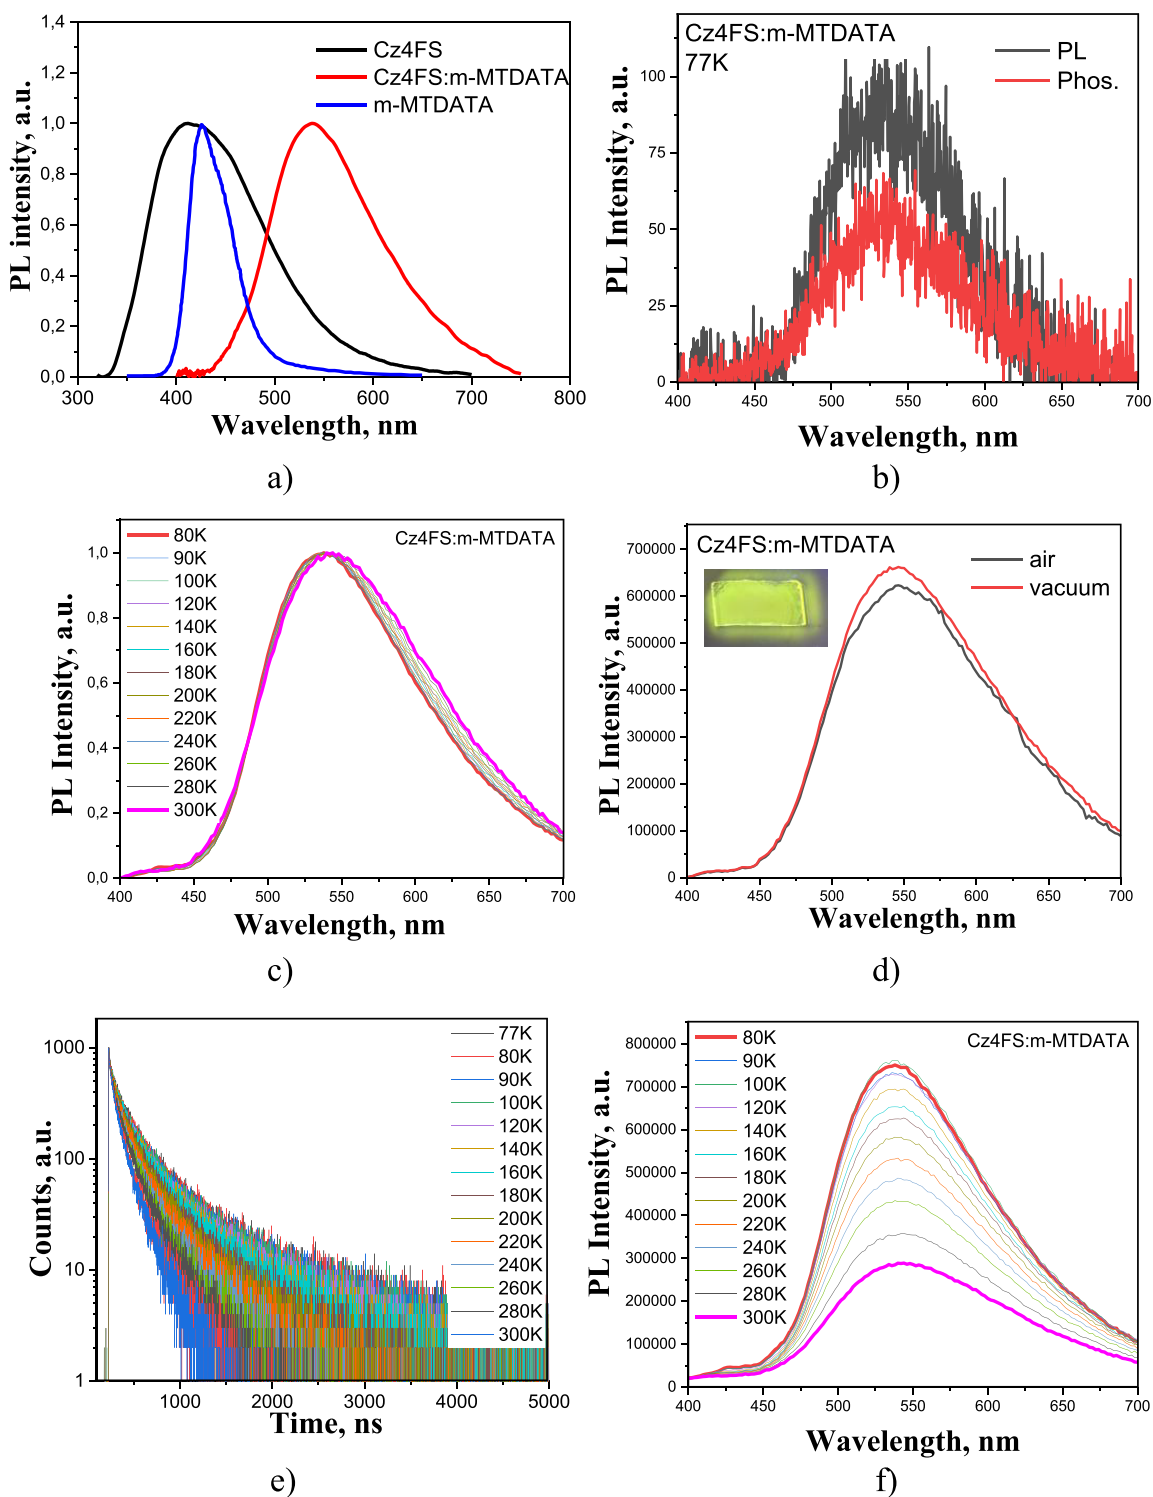 PL intensity, a.u.
1,4
1,2
1,0
0,8
0,6
0,4
0,2
0,0
Cz4FS
Cz4FS:m-MTDATA
m-MTDATA
300 400 500 600 700 800
Wavelength, nm
a)
PL Intensity, a.u.
100
75
50
25
0
Cz4FS:m-MTDATA
77K
PL
Phos.
400 450 500 550 600 650 700
Wavelength, nm
b)
PL Intensity, a.u.
1,0
0,8
0,6
0,4
0,2
0,0
80K
90K
100K
120K
140K
160K
180K
200K
220K
240K
260K
280K
300K
Cz4FS:m-MTDATA
400 450 500 550 600 650 700
Wavelength, nm
c)
PL Intensity, a.u.
700000
600000
500000
400000
300000
200000
100000
0
Cz4FS:m-MTDATA
air
vacuum
400 450 500 550 600 650 700
Wavelength, nm
d)
Counts, a.u.
1000
100
10
1
77K
80K
90K
100K
120K
140K
160K
180K
200K
220K
240K
260K
280K
300K
1000 2000 3000 4000 5000
Time, ns
e)
PL Intensity, a.u.
800000
700000
600000
500000
400000
300000
200000
100000
0
80K
90K
100K
120K
140K
160K
180K
200K
220K
240K
260K
280K
300K
Cz4FS:m-MTDATA
400 450 500 550 600 650 700
Wavelength, nm
f)